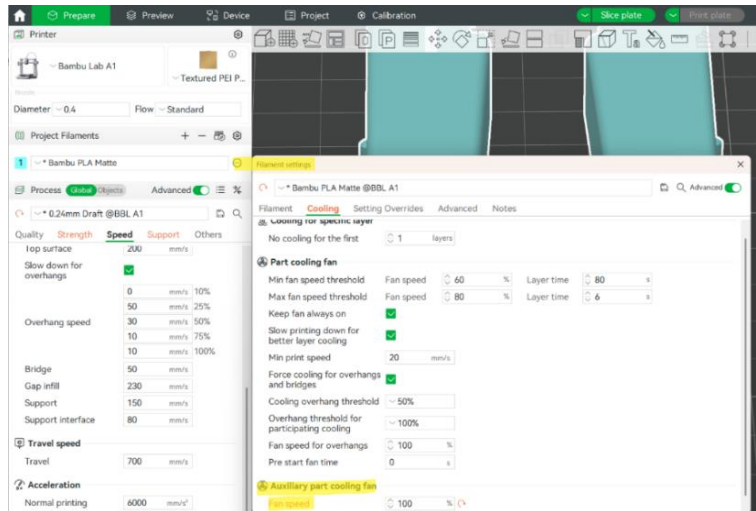 Prepare Preview Device Project Calibration Slice plate Print plate
Printer
Bambu Lab A1
Textured PEI P...
Nozzle
Diameter 0.4 Flow Standard
Project Filaments
1 * Bambu PLA Matte
Process Global Objects Advanced
* 0.24mm Draft @BBL A1
Quality Strength Speed Support Others
Top surface 200 mm/s
Slow down for
overhangs
0 mm/s 10%
50 mm/s 25%
Overhang speed 30 mm/s 50%
10 mm/s 75%
10 mm/s 100%
Bridge 50 mm/s
Gap infill 230 mm/s
Support 150 mm/s
Support interface 80 mm/s
Travel speed
Travel 700 mm/s
Acceleration
Normal printing 6000 mm/s²
Filament settings
* Bambu PLA Matte @BBL A1 Advanced
Filament Cooling Setting Overrides Advanced Notes
Cooling for specific layer
No cooling for the first 1 layers
Part cooling fan
Min fan speed threshold Fan speed 60 % Layer time 80 s
Max fan speed threshold Fan speed 80 % Layer time 6 s
Keep fan always on
Slow printing down for
better layer cooling
Min print speed 20 mm/s
Force cooling for overhangs
and bridges
Cooling overhang threshold 50%
Overhang threshold for
participating cooling 100%
Fan speed for overhangs 100 %
Pre start fan time 0 s
Auxiliary part cooling fan
Fan speed 100 %